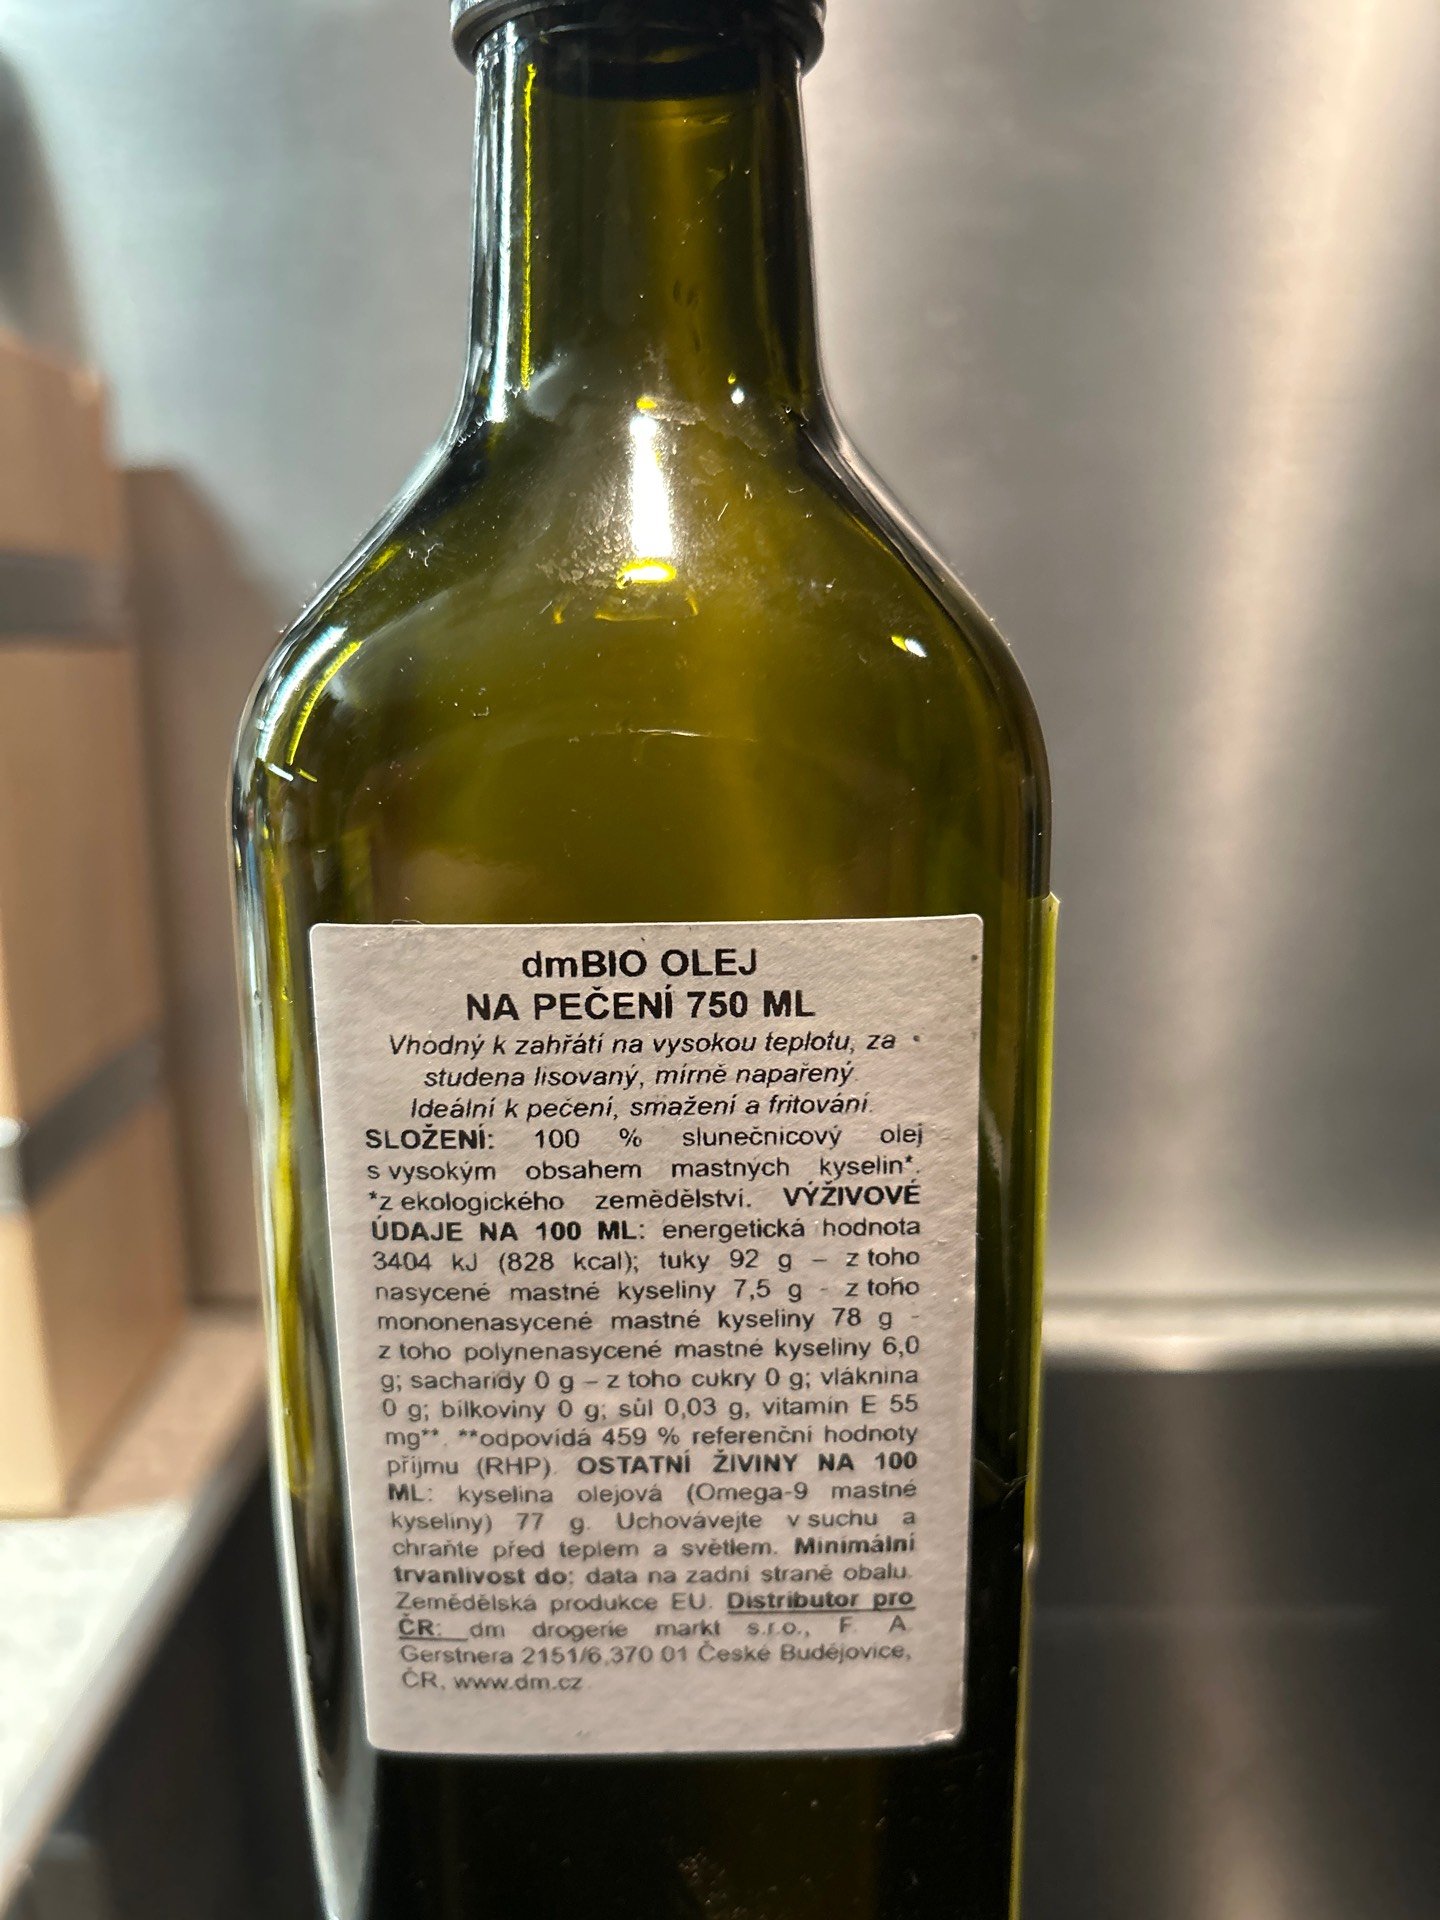 dmBIO OLEJ
NA PEČENÍ 750 ML
Vhodný k zahřátí na vysokou teplotu, za
studena lisovaný, mírně napařený.
Ideální k pečení, smažení a fritování.
SLOŽENÍ: 100 % slunečnicový olej
s vysokým obsahem mastných kyselin*.
*z ekologického zemědělství. VÝŽIVOVÉ
ÚDAJE NA 100 ML: energetická hodnota
3404 kJ (828 kcal); tuky 92 g – z toho
nasycené mastné kyseliny 7,5 g - z toho
mononenasycené mastné kyseliny 78 g -
z toho polynenasycené mastné kyseliny 6,0
g; sacharidy 0 g – z toho cukry 0 g; vláknina
0 g; bílkoviny 0 g; sůl 0,03 g, vitamín E 55
mg**. **odpovídá 459 % referenční hodnoty
příjmu (RHP). OSTATNÍ ŽIVINY NA 100
ML: kyselina olejová (Omega-9 mastné
kyseliny) 77 g. Uchovávejte v suchu a
chraňte před teplem a světlem. Minimální
trvanlivost do: data na zadní straně obalu.
Zemědělská produkce EU. Distributor pro
ČR: dm drogerie markt s.r.o., F. A.
Gerstnera 2151/6,370 01 České Budějovice,
ČR, www.dm.cz